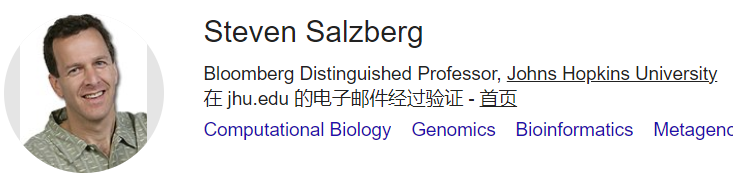 Steven Salzberg
Bloomberg Distinguished Professor, Johns Hopkins University
在 jhu.edu 的电子邮件经过验证 - 首页
Computational Biology Genomics Bioinformatics Metagenc